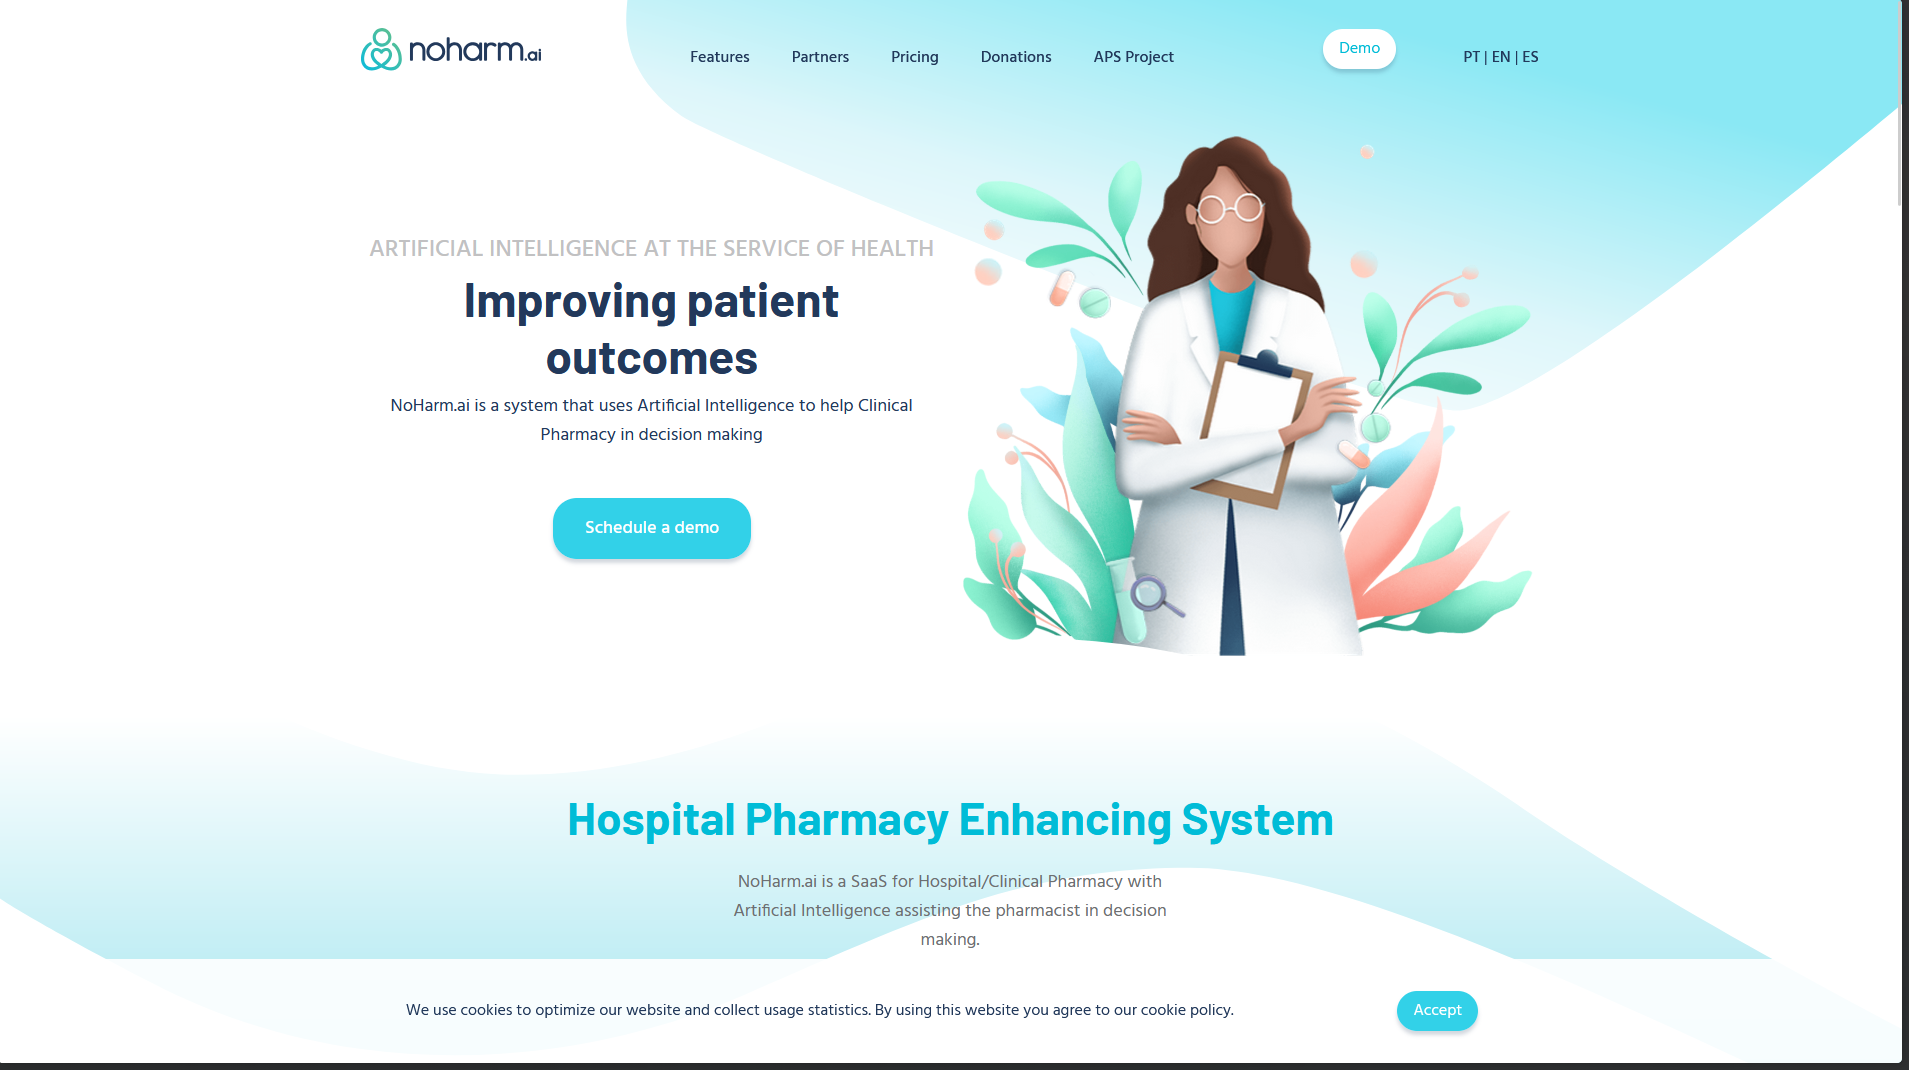 noharm.ai
Features
Partners
Pricing
Donations
APS Project
Demo
PT | EN | ES
ARTIFICIAL INTELLIGENCE AT THE SERVICE OF HEALTH
Improving patient
outcomes
NoHarm.ai is a system that uses Artificial Intelligence to help Clinical
Pharmacy in decision making
Schedule a demo
Hospital Pharmacy Enhancing System
NoHarm.ai is a SaaS for Hospital/Clinical Pharmacy with
Artificial Intelligence assisting the pharmacist in decision
making.
We use cookies to optimize our website and collect usage statistics. By using this website you agree to our cookie policy.
Accept